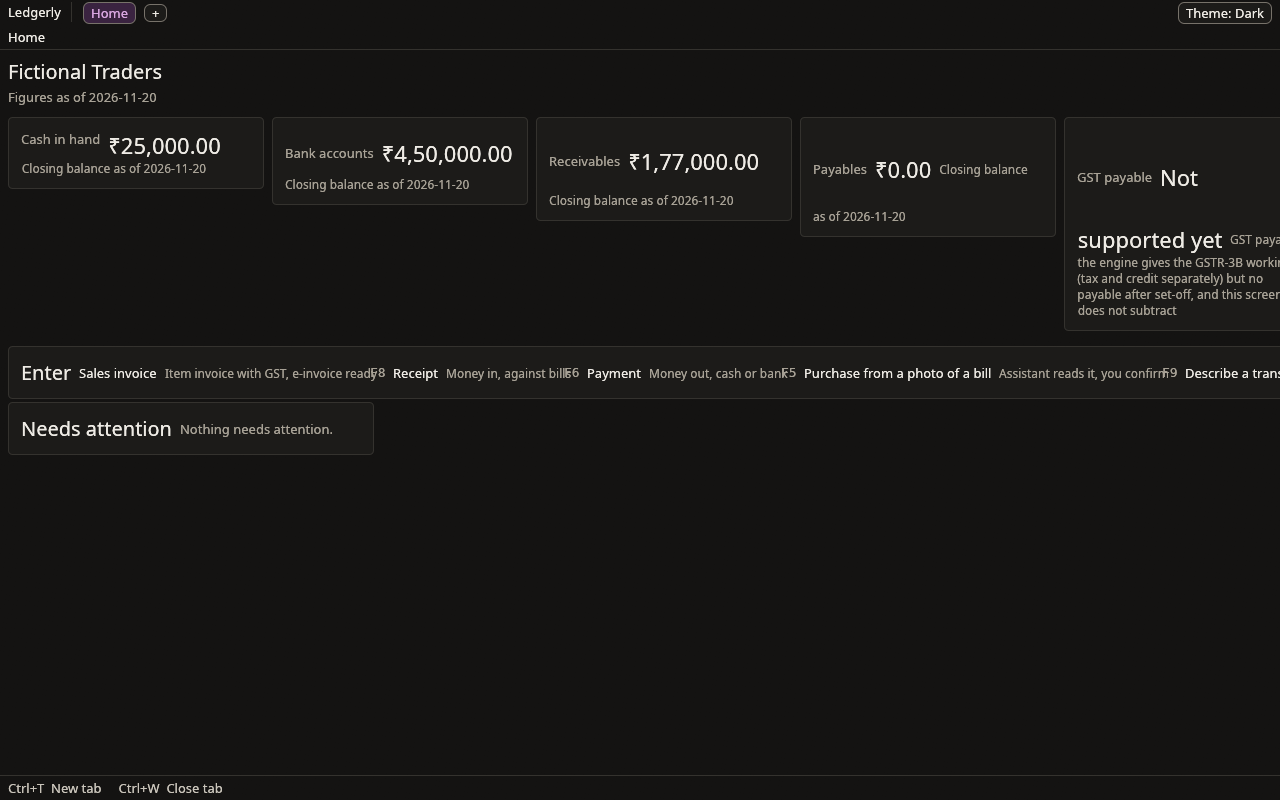 Ledgerly Home + Theme: Dark
Home
Fictional Traders
Figures as of 2026-11-20
Cash in hand ₹25,000.00
Closing balance as of 2026-11-20
Bank accounts ₹4,50,000.00
Closing balance as of 2026-11-20
Receivables ₹1,77,000.00
Closing balance as of 2026-11-20
Payables ₹0.00 Closing balance
as of 2026-11-20
GST payable Not
supported yet GST paya
the engine gives the GSTR-3B workin
(tax and credit separately) but no
payable after set-off, and this screen
does not subtract
Enter Sales invoice Item invoice with GST, e-invoice ready F8 Receipt Money in, against bills F6 Payment Money out, cash or bank F5 Purchase from a photo of a bill Assistant reads it, you confirm F9 Describe a trans
Needs attention Nothing needs attention.
Ctrl+T New tab Ctrl+W Close tab